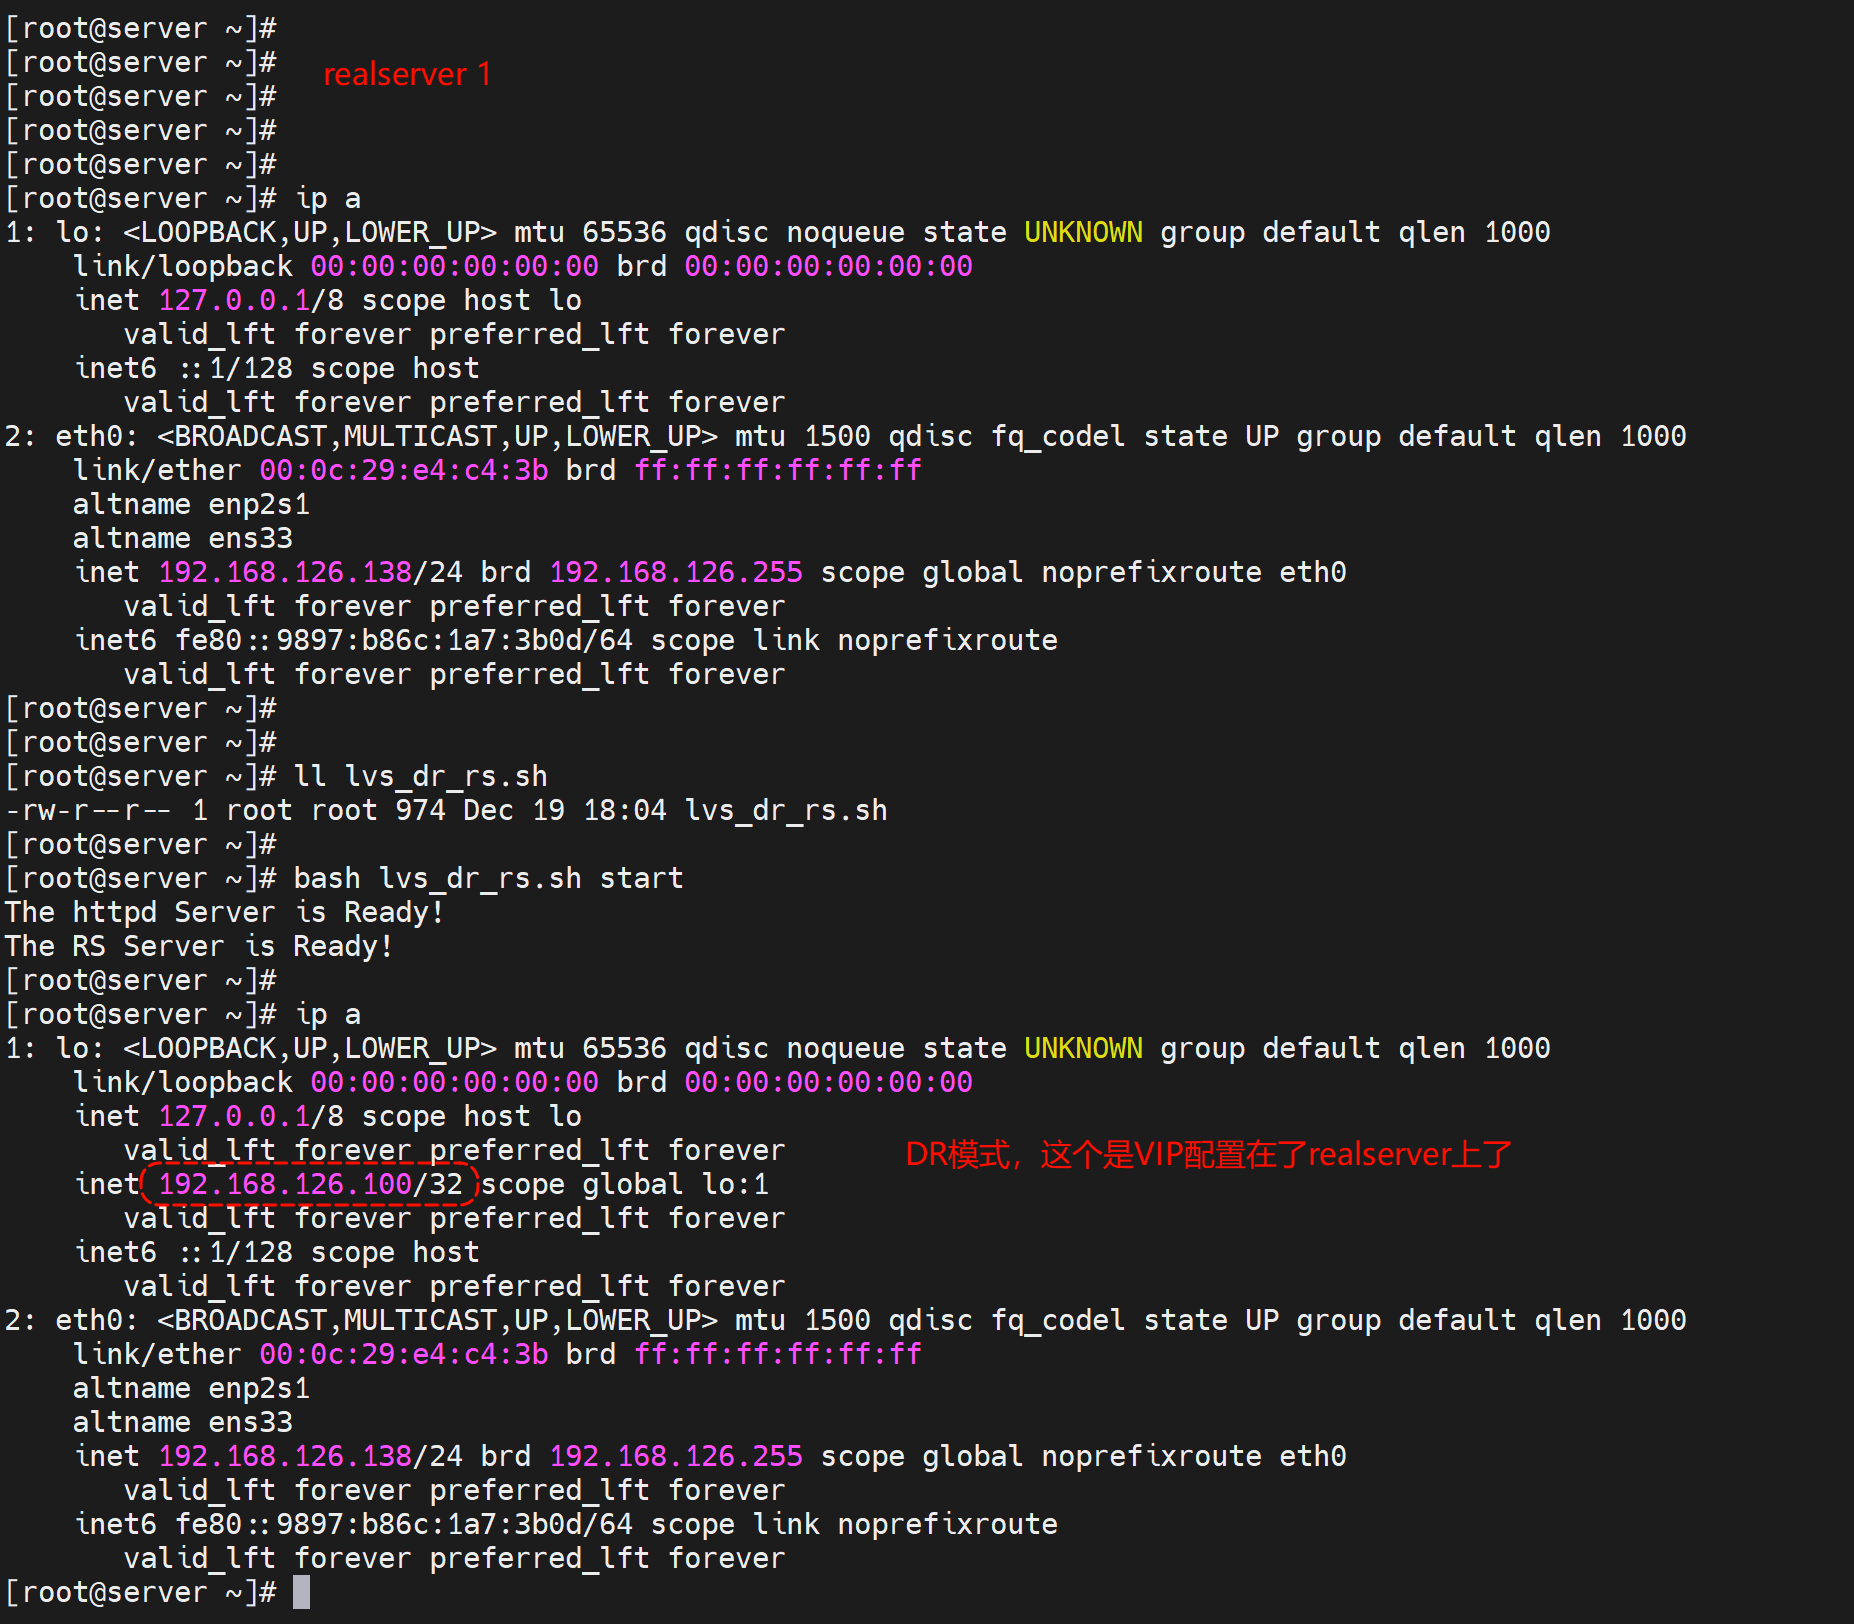 [root@server ~]#
[root@server ~]#
realserver 1
[root@server ~]#
[root@server ~]#
[root@server ~]#
[root@server ~]# ip a
1: lo: <LOOPBACK,UP,LOWER_UP> mtu 65536 qdisc noqueue state UNKNOWN group default qlen 1000
    link/loopback 00:00:00:00:00:00 brd 00:00:00:00:00:00
    inet 127.0.0.1/8 scope host lo
       valid_lft forever preferred_lft forever
    inet6 ::1/128 scope host
       valid_lft forever preferred_lft forever
2: eth0: <BROADCAST,MULTICAST,UP,LOWER_UP> mtu 1500 qdisc fq_codel state UP group default qlen 1000
    link/ether 00:0c:29:e4:c4:3b brd ff:ff:ff:ff:ff:ff
    altname enp2s1
    altname ens33
    inet 192.168.126.138/24 brd 192.168.126.255 scope global noprefixroute eth0
       valid_lft forever preferred_lft forever
    inet6 fe80::9897:b86c:1a7:3b0d/64 scope link noprefixroute
       valid_lft forever preferred_lft forever
[root@server ~]#
[root@server ~]#
[root@server ~]# ll lvs_dr_rs.sh
-rw-r--r-- 1 root root 974 Dec 19 18:04 lvs_dr_rs.sh
[root@server ~]#
[root@server ~]# bash lvs_dr_rs.sh start
The httpd Server is Ready!
The RS Server is Ready!
[root@server ~]#
[root@server ~]# ip a
1: lo: <LOOPBACK,UP,LOWER_UP> mtu 65536 qdisc noqueue state UNKNOWN group default qlen 1000
    link/loopback 00:00:00:00:00:00 brd 00:00:00:00:00:00
    inet 127.0.0.1/8 scope host lo
       valid_lft forever preferred_lft forever
DR模式，这个是VIP配置在了realserver上了
    inet 192.168.126.100/32 scope global lo:1
       valid_lft forever preferred_lft forever
    inet6 ::1/128 scope host
       valid_lft forever preferred_lft forever
2: eth0: <BROADCAST,MULTICAST,UP,LOWER_UP> mtu 1500 qdisc fq_codel state UP group default qlen 1000
    link/ether 00:0c:29:e4:c4:3b brd ff:ff:ff:ff:ff:ff
    altname enp2s1
    altname ens33
    inet 192.168.126.138/24 brd 192.168.126.255 scope global noprefixroute eth0
       valid_lft forever preferred_lft forever
    inet6 fe80::9897:b86c:1a7:3b0d/64 scope link noprefixroute
       valid_lft forever preferred_lft forever
[root@server ~]#